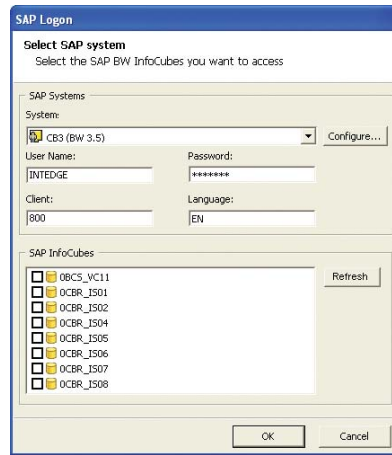 SAP Logon
Select SAP system
Select the SAP BW InfoCubes you want to access
SAP Systems
System:
CB3 (BW 3.5)
Configure...
User Name:
Password:
INTEDGE
*******
Client:
Language:
800
EN
SAP InfoCubes
0BCS_VC11
Refresh
0CBR_IS01
0CBR_IS02
0CBR_IS04
0CBR_IS05
0CBR_IS06
0CBR_IS07
0CBR_IS08
OK
Cancel